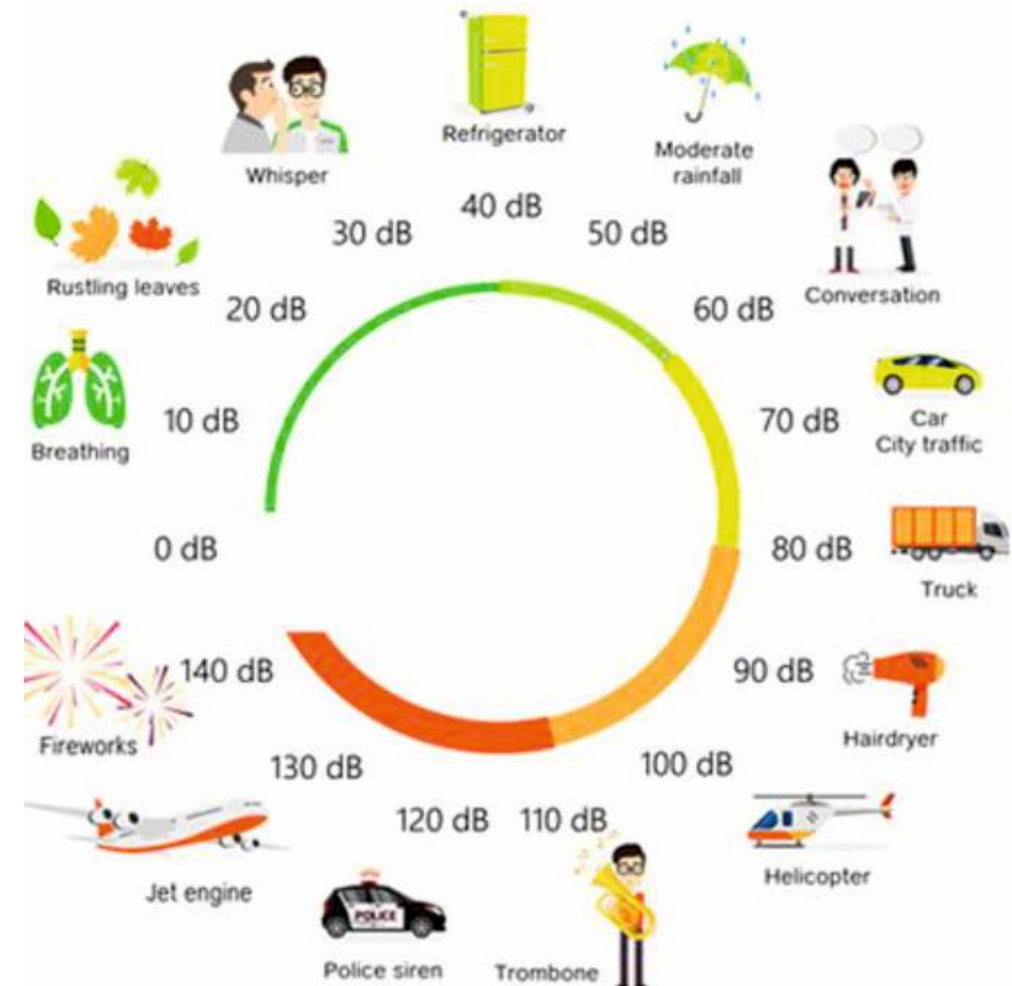 Refrigerator
40 dB
Moderate
rainfall
50 dB
Conversation
60 dB
Car
City traffic
70 dB
Truck
80 dB
Hairdryer
90 dB
Helicopter
100 dB
Trombone
110 dB
POLICE
Police siren
120 dB
Jet engine
130 dB
Fireworks
140 dB
0 dB
Breathing
10 dB
Rustling leaves
20 dB
Whisper
30 dB